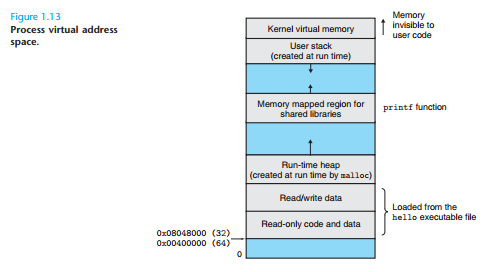 Figure 1.13
Process virtual address
space.
Memory
invisible to
user code
Kernel virtual memory
User stack
(created at run time)
Memory mapped region for
shared libraries
printf function
Run-time heap
(created at run time by malloc)
Read/write data
Read-only code and data
Loaded from the
hello executable file
0x08048000 (32)
0x00400000 (64)
0